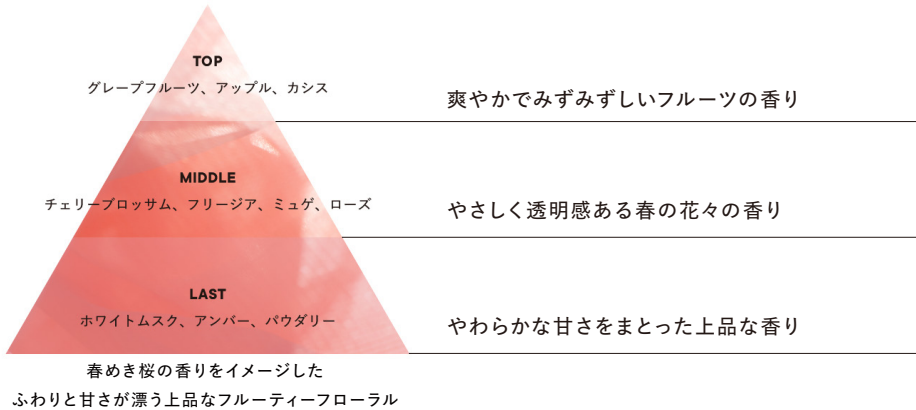 TOP
グレープフルーツ、アップル、カシス
爽やかでみずみずしいフルーツの香り
MIDDLE
チェリーブロッサム、フリージア、ミュゲ、ローズ
やさしく透明感ある春の花々の香り
LAST
ホワイトムスク、アンバー、パウダリー
やわらかな甘さをまとった上品な香り
春めき桜の香りをイメージした
ふわりと甘さが漂う上品なフルーティーフローラル